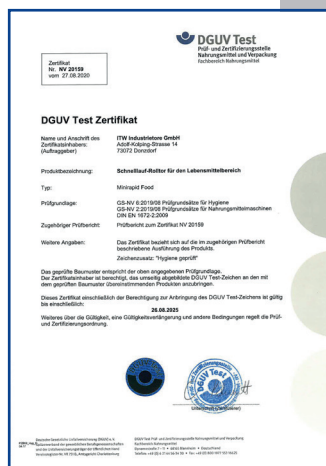 DGUV Test
Prüf- und Zertifizierungsstelle
Nahrungsmittel und Verpackung
Fachbereich Nahrungsmittel
Zertifikat
Nr. NV 20159
vom 27.08.2020
DGUV Test Zertifikat
Name und Anschrift des Zertifikatsinhabers: (Auftraggeber)
ITW Industrietore GmbH
Adolf-Kolping-Strasse 14
73072 Donzdorf
Produktbezeichnung: Schnelllauf-Rolltor für den Lebensmittelbereich
Typ: Minirapid Food
Prüfgrundlage: GS-NV 6:2019/08 Prüfgrundsätze für Hygiene
GS-NV 2:2019/08 Prüfgrundsätze für Nahrungsmittelmaschinen
DIN EN 1672-2:2009
Zugehöriger Prüfbericht: Prüfbericht zum Zertifikat NV 20159
Weitere Angaben: Das Zertifikat bezieht sich auf die im zugehörigen Prüfbericht
beschriebene Ausführung des Produkts.
Zeichenzusatz: "Hygiene geprüft"
Das geprüfte Baumuster entspricht der oben angegebenen Prüfgrundlage.
Der Zertifikatsinhaber ist berechtigt, das umseitig abgebildete DGUV Test-Zeichen an den mit
dem geprüften Baumuster übereinstimmenden Produkten anzubringen.
Dieses Zertifikat einschließlich der Berechtigung zur Anbringung des DGUV Test-Zeichens ist gültig
bis einschließlich:
26.08.2025
Weiteres über die Gültigkeit, eine Gültigkeitsverlängerung und andere Bedingungen regelt die Prüf-
und Zertifizierungsordnung.
DGUV Test